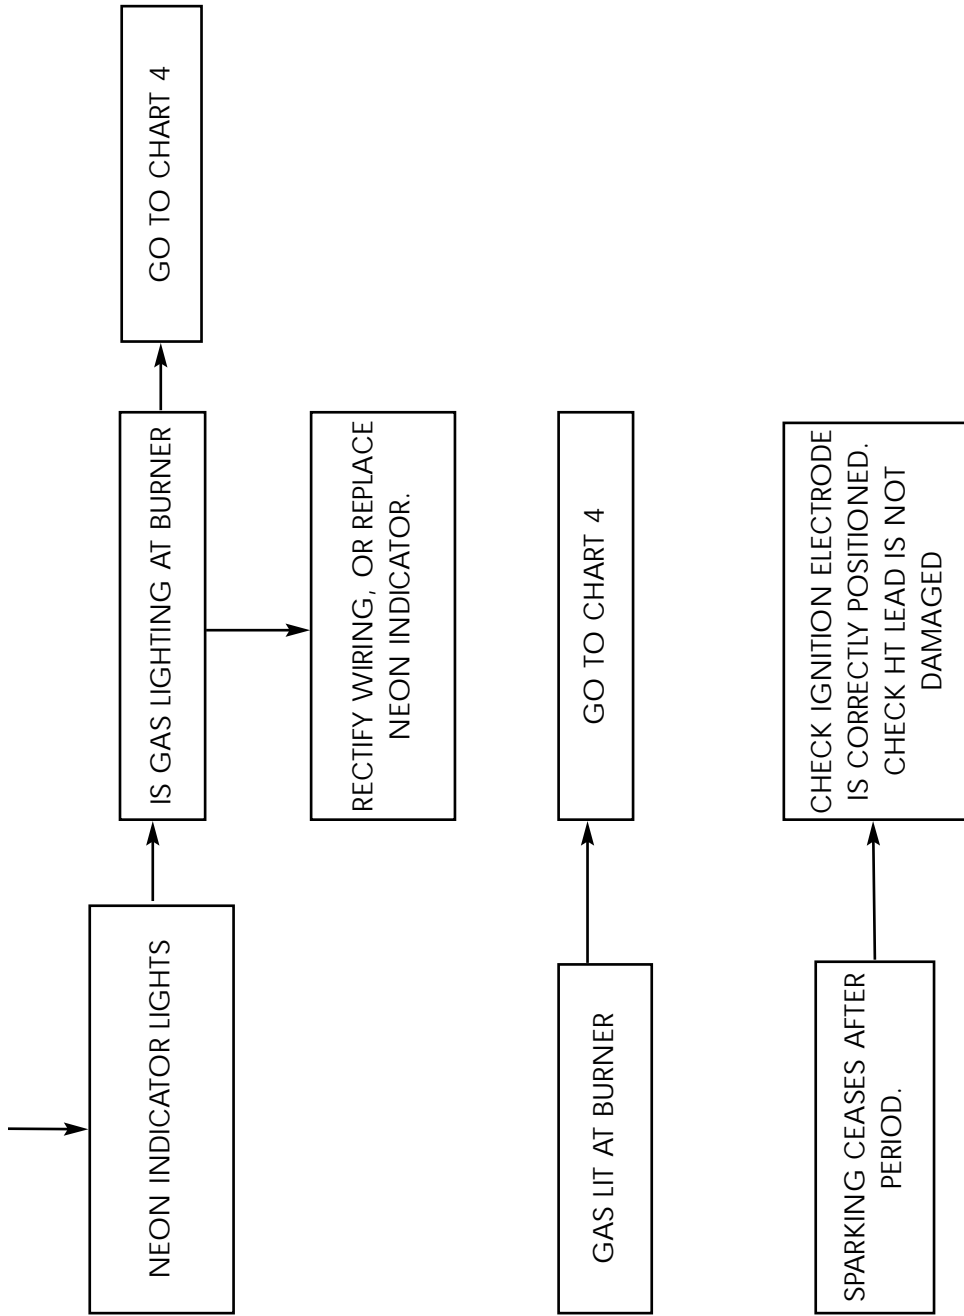 NEON INDICATOR LIGHTS
IS GAS LIGHTING AT BURNER
GO TO CHART 4
RECTIFY WIRING, OR REPLACE
NEON INDICATOR.
GAS LIT AT BURNER
GO TO CHART 4
SPARKING CEASES AFTER
PERIOD.
CHECK IGNITION ELECTRODE
IS CORRECTLY POSITIONED.
CHECK HT LEAD IS NOT
DAMAGED